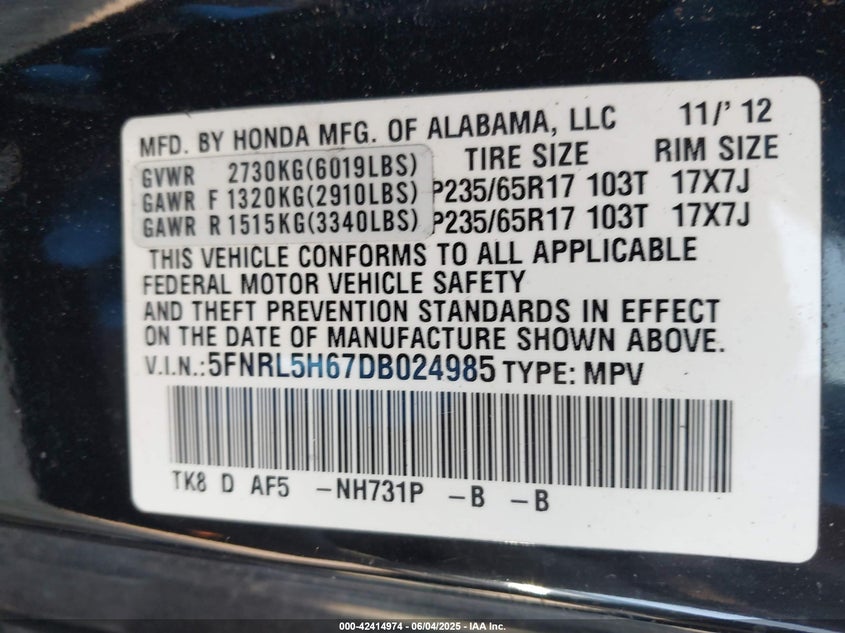 MFD. BY HONDA MFG. OF ALABAMA, LLC 11/' 12
GVWR 2730KG(6019LBS) TIRE SIZE RIM SIZE
GAWR F 1320KG(2910LBS) P235/65R17 103T 17X7J
GAWR R 1515KG(3340LBS) P235/65R17 103T 17X7J
THIS VEHICLE CONFORMS TO ALL APPLICABLE
FEDERAL MOTOR VEHICLE SAFETY
AND THEFT PREVENTION STANDARDS IN EFFECT
ON THE DATE OF MANUFACTURE SHOWN ABOVE.
V.I.N.:5FNRL5H67DB024985 TYPE: MPV
TK8 D AF5 -NH731P -B -B
000-42414974 | 06/04/2025 - IAA Inc.